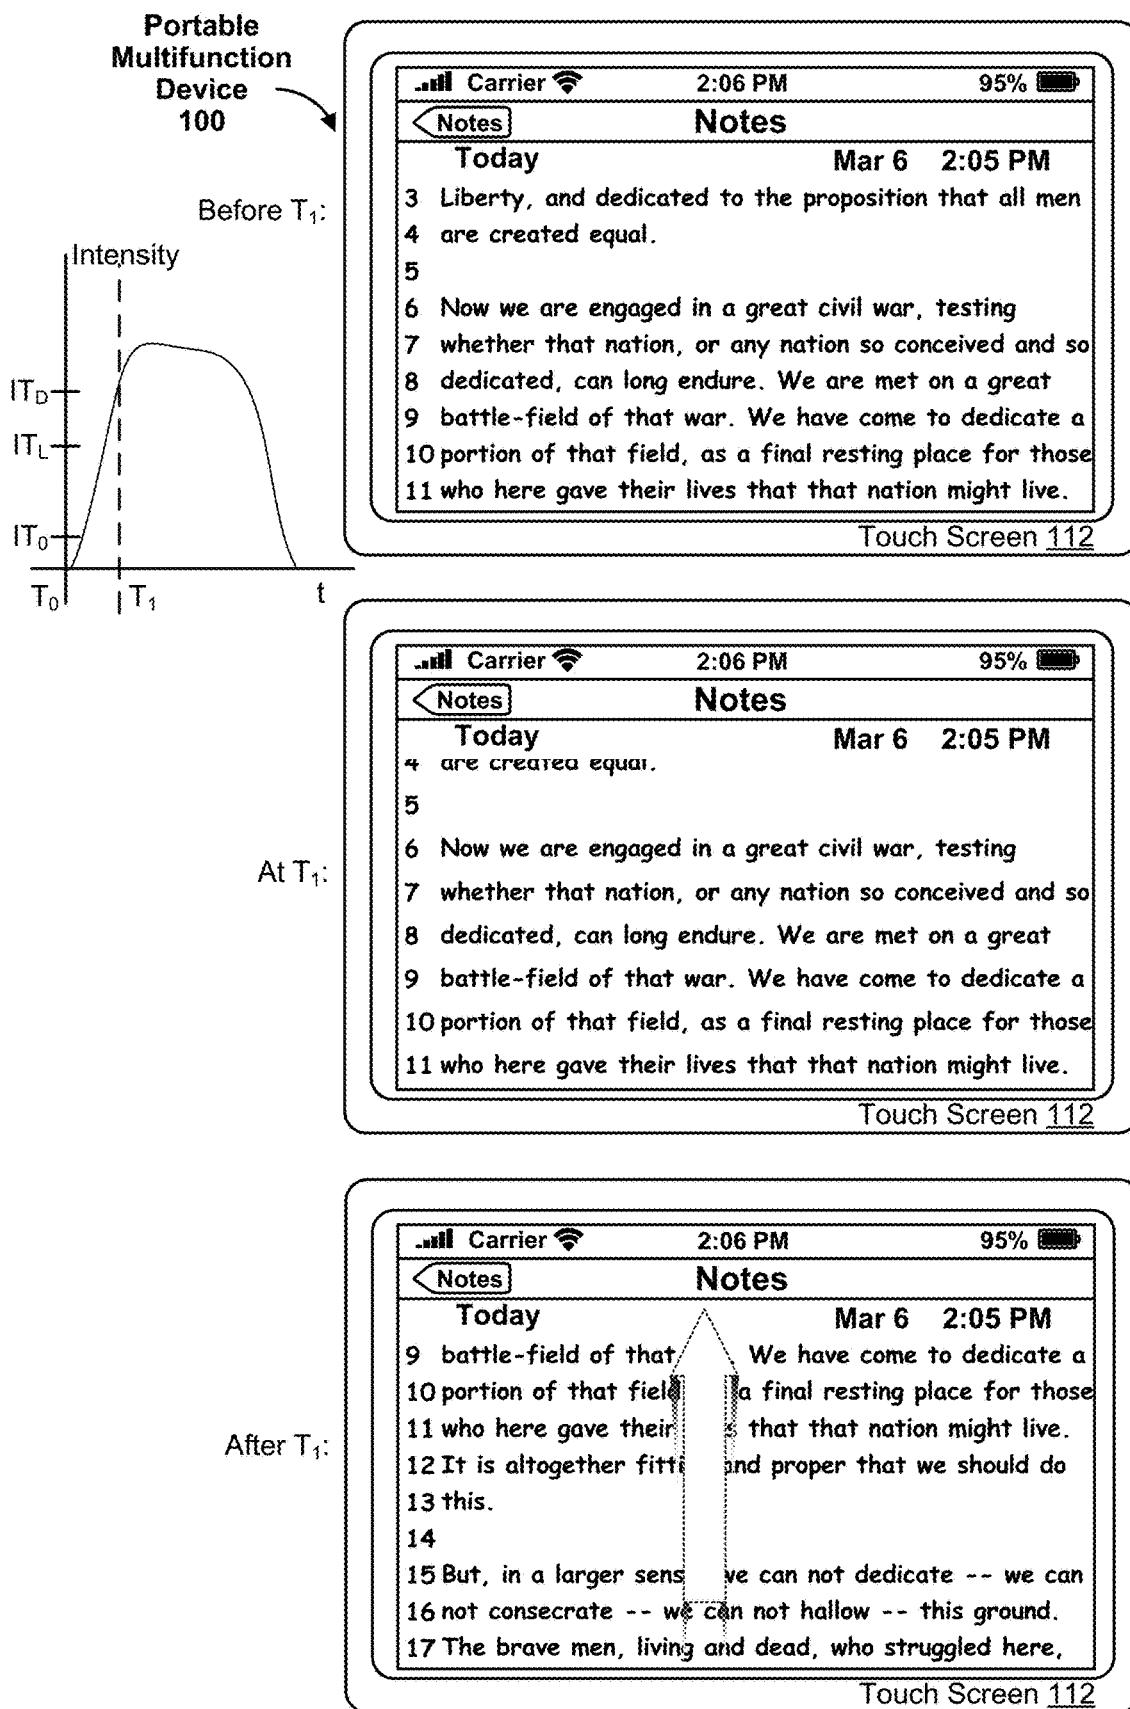 Portable
Multifunction
Device
100
Carrier 2:06 PM 95%
Notes Notes
Today Mar 6 2:05 PM
Before T₁:
3 Liberty, and dedicated to the proposition that all men
4 are created equal.
5
6 Now we are engaged in a great civil war, testing
7 whether that nation, or any nation so conceived and so
8 dedicated, can long endure. We are met on a great
9 battle-field of that war. We have come to dedicate a
10 portion of that field, as a final resting place for those
11 who here gave their lives that that nation might live.
Touch Screen 112
Intensity
IT_D
IT_L
IT₀
T₀ T₁ t
Carrier 2:06 PM 95%
Notes Notes
Today Mar 6 2:05 PM
4 are created equal.
5
At T₁:
6 Now we are engaged in a great civil war, testing
7 whether that nation, or any nation so conceived and so
8 dedicated, can long endure. We are met on a great
9 battle-field of that war. We have come to dedicate a
10 portion of that field, as a final resting place for those
11 who here gave their lives that that nation might live.
Touch Screen 112
Carrier 2:06 PM 95%
Notes Notes
Today Mar 6 2:05 PM
After T₁:
9 battle-field of that We have come to dedicate a
10 portion of that field a final resting place for those
11 who here gave their that that nation might live.
12 It is altogether fitti and proper that we should do
13 this.
14
15 But, in a larger sens we can not dedicate -- we can
16 not consecrate -- we can not hallow -- this ground.
17 The brave men, living and dead, who struggled here,
Touch Screen 112